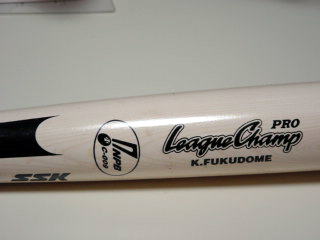 SSK
NPB
C-009
League Champ
PRO
K.FUKUDOME